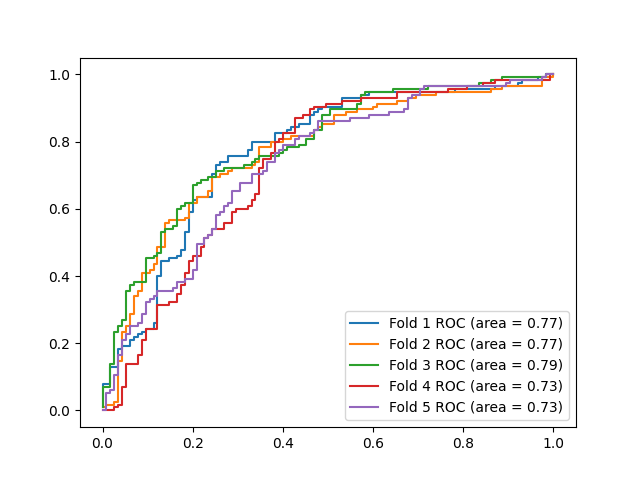 1.0
0.8
0.6
0.4
0.2
0.0
Fold 1 ROC (area = 0.77)
Fold 2 ROC (area = 0.77)
Fold 3 ROC (area = 0.79)
Fold 4 ROC (area = 0.73)
Fold 5 ROC (area = 0.73)
0.0 0.2 0.4 0.6 0.8 1.0